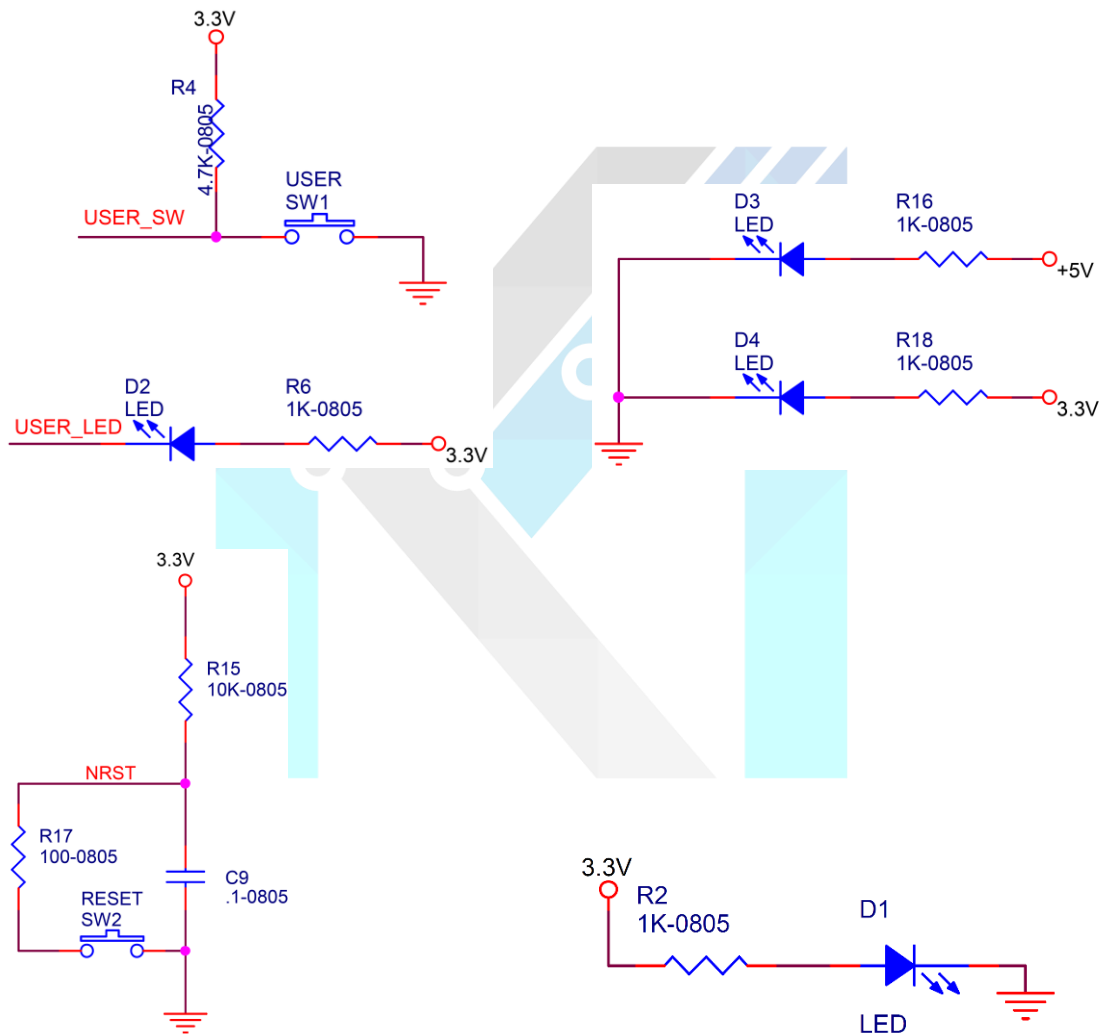 3.3V
R4
4.7K-0805
USER
SW1
USER_SW
D3
LED
R16
1K-0805
+5V
D4
LED
R18
1K-0805
3.3V
D2
LED
R6
1K-0805
USER_LED
3.3V
3.3V
R15
10K-0805
NRST
R17
100-0805
C9
.1-0805
RESET
SW2
3.3V
R2
1K-0805
D1
LED